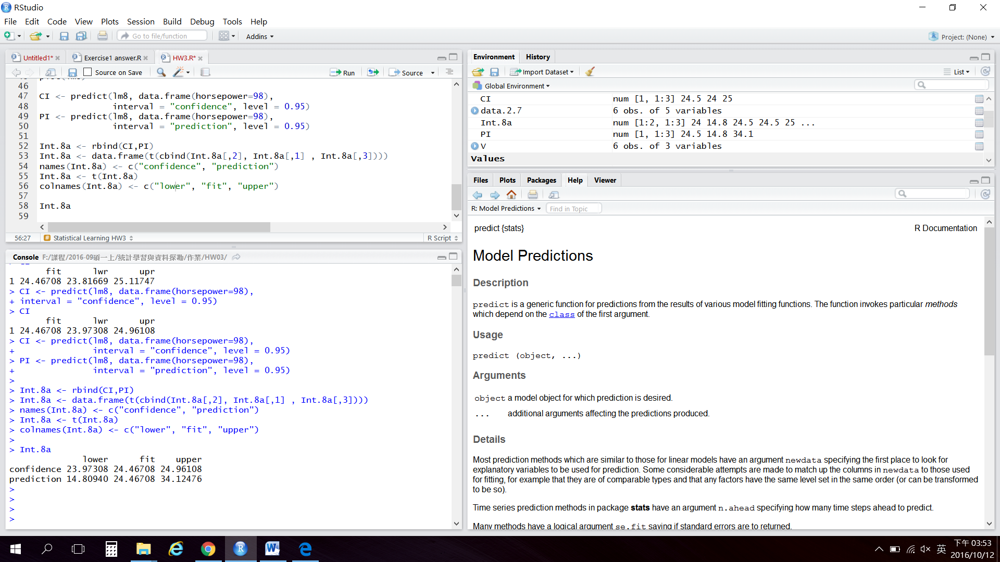 RStudio
File Edit Code View Plots Session Build Debug Tools Help
Go to file/function Addins Project: (None)
Untitled1* Exercise1 answer.R HW3.R*
Source on Save Run Source
46
47 CI <- predict(lm8, data.frame(horsepower=98),
48 interval = "confidence", level = 0.95)
49 PI <- predict(lm8, data.frame(horsepower=98),
50 interval = "prediction", level = 0.95)
51
52 Int.8a <- rbind(CI,PI)
53 Int.8a <- data.frame(t(cbind(Int.8a[,2], Int.8a[,1] , Int.8a[,3])))
54 names(Int.8a) <- c("confidence", "prediction")
55 Int.8a <- t(Int.8a)
56 colnames(Int.8a) <- c("lower", "fit", "upper")
57
58 Int.8a
59
56:27 Statistical Learning HW3 R Script
Console F:/課程/2016-09碩一上/統計學習與資料探勘/作業/HW03/
fit lwr upr
1 24.46708 23.81669 25.11747
> CI <- predict(lm8, data.frame(horsepower=98),
+ interval = "confidence", level = 0.95)
> CI
fit lwr upr
1 24.46708 23.97308 24.96108
> CI <- predict(lm8, data.frame(horsepower=98),
+ interval = "confidence", level = 0.95)
> PI <- predict(lm8, data.frame(horsepower=98),
+ interval = "prediction", level = 0.95)
>
> Int.8a <- rbind(CI,PI)
> Int.8a <- data.frame(t(cbind(Int.8a[,2], Int.8a[,1] , Int.8a[,3])))
> names(Int.8a) <- c("confidence", "prediction")
> Int.8a <- t(Int.8a)
> colnames(Int.8a) <- c("lower", "fit", "upper")
>
> Int.8a
lower fit upper
confidence 23.97308 24.46708 24.96108
prediction 14.80940 24.46708 34.12476
>
>
>
>
Environment History
Import Dataset List
Global Environment
CI num [1, 1:3] 24.5 24 25
data.2.7 6 obs. of 5 variables
Int.8a num [1:2, 1:3] 24 14.8 24.5 24.5 25 ...
PI num [1, 1:3] 24.5 14.8 34.1
V 6 obs. of 3 variables
Values
Files Plots Packages Help Viewer
R: Model Predictions Find in Topic
predict {stats} R Documentation
Model Predictions
Description
predict is a generic function for predictions from the results of various model fitting functions. The function invokes particular methods
which depend on the class of the first argument.
Usage
predict (object, ...)
Arguments
object a model object for which prediction is desired.
... additional arguments affecting the predictions produced.
Details
Most prediction methods which are similar to those for linear models have an argument newdata specifying the first place to look for
explanatory variables to be used for prediction. Some considerable attempts are made to match up the columns in newdata to those used
for fitting, for example that they are of comparable types and that any factors have the same level set in the same order (or can be transformed
to be so).
Time series prediction methods in package stats have an argument n.ahead specifying how many time steps ahead to predict.
Many methods have a logical argument se.fit saying if standard errors are to returned.
英
下午 03:53
2016/10/12